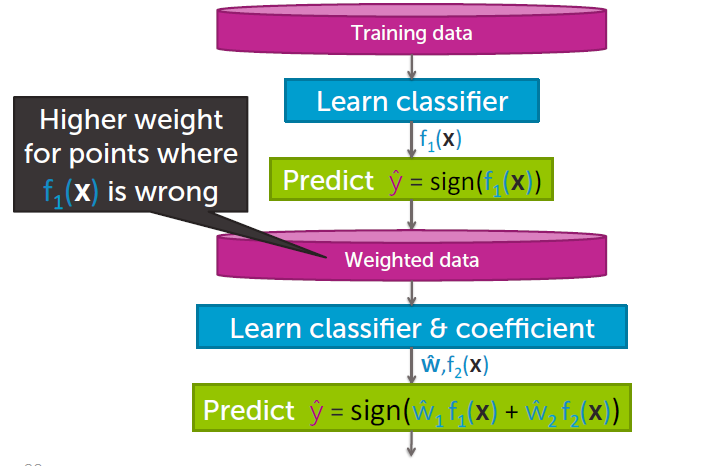 Training data
Learn classifier
f₁(x)
Higher weight
for points where
f₁(x) is wrong
Predict ŷ = sign(f₁(x))
Weighted data
Learn classifier & coefficient
ŵ,f₂(x)
Predict ŷ = sign(ŵ₁ f₁(x) + ŵ₂ f₂(x))